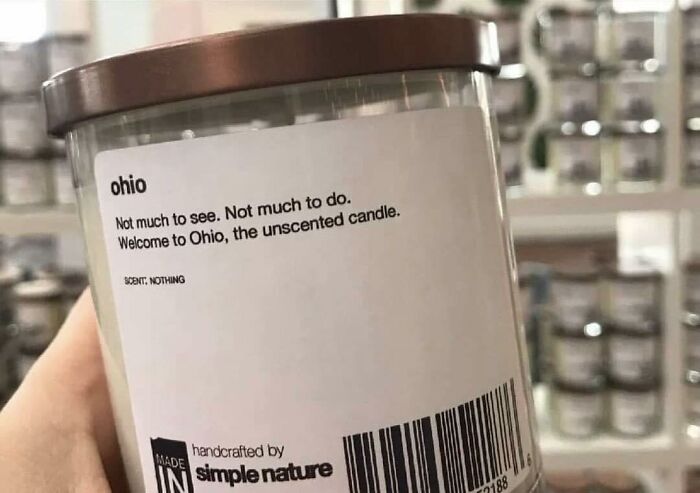 ohio
Not much to see. Not much to do.
Welcome to Ohio, the unscented candle.
SCENT: NOTHING
MADE
IN
handcrafted by
simple nature